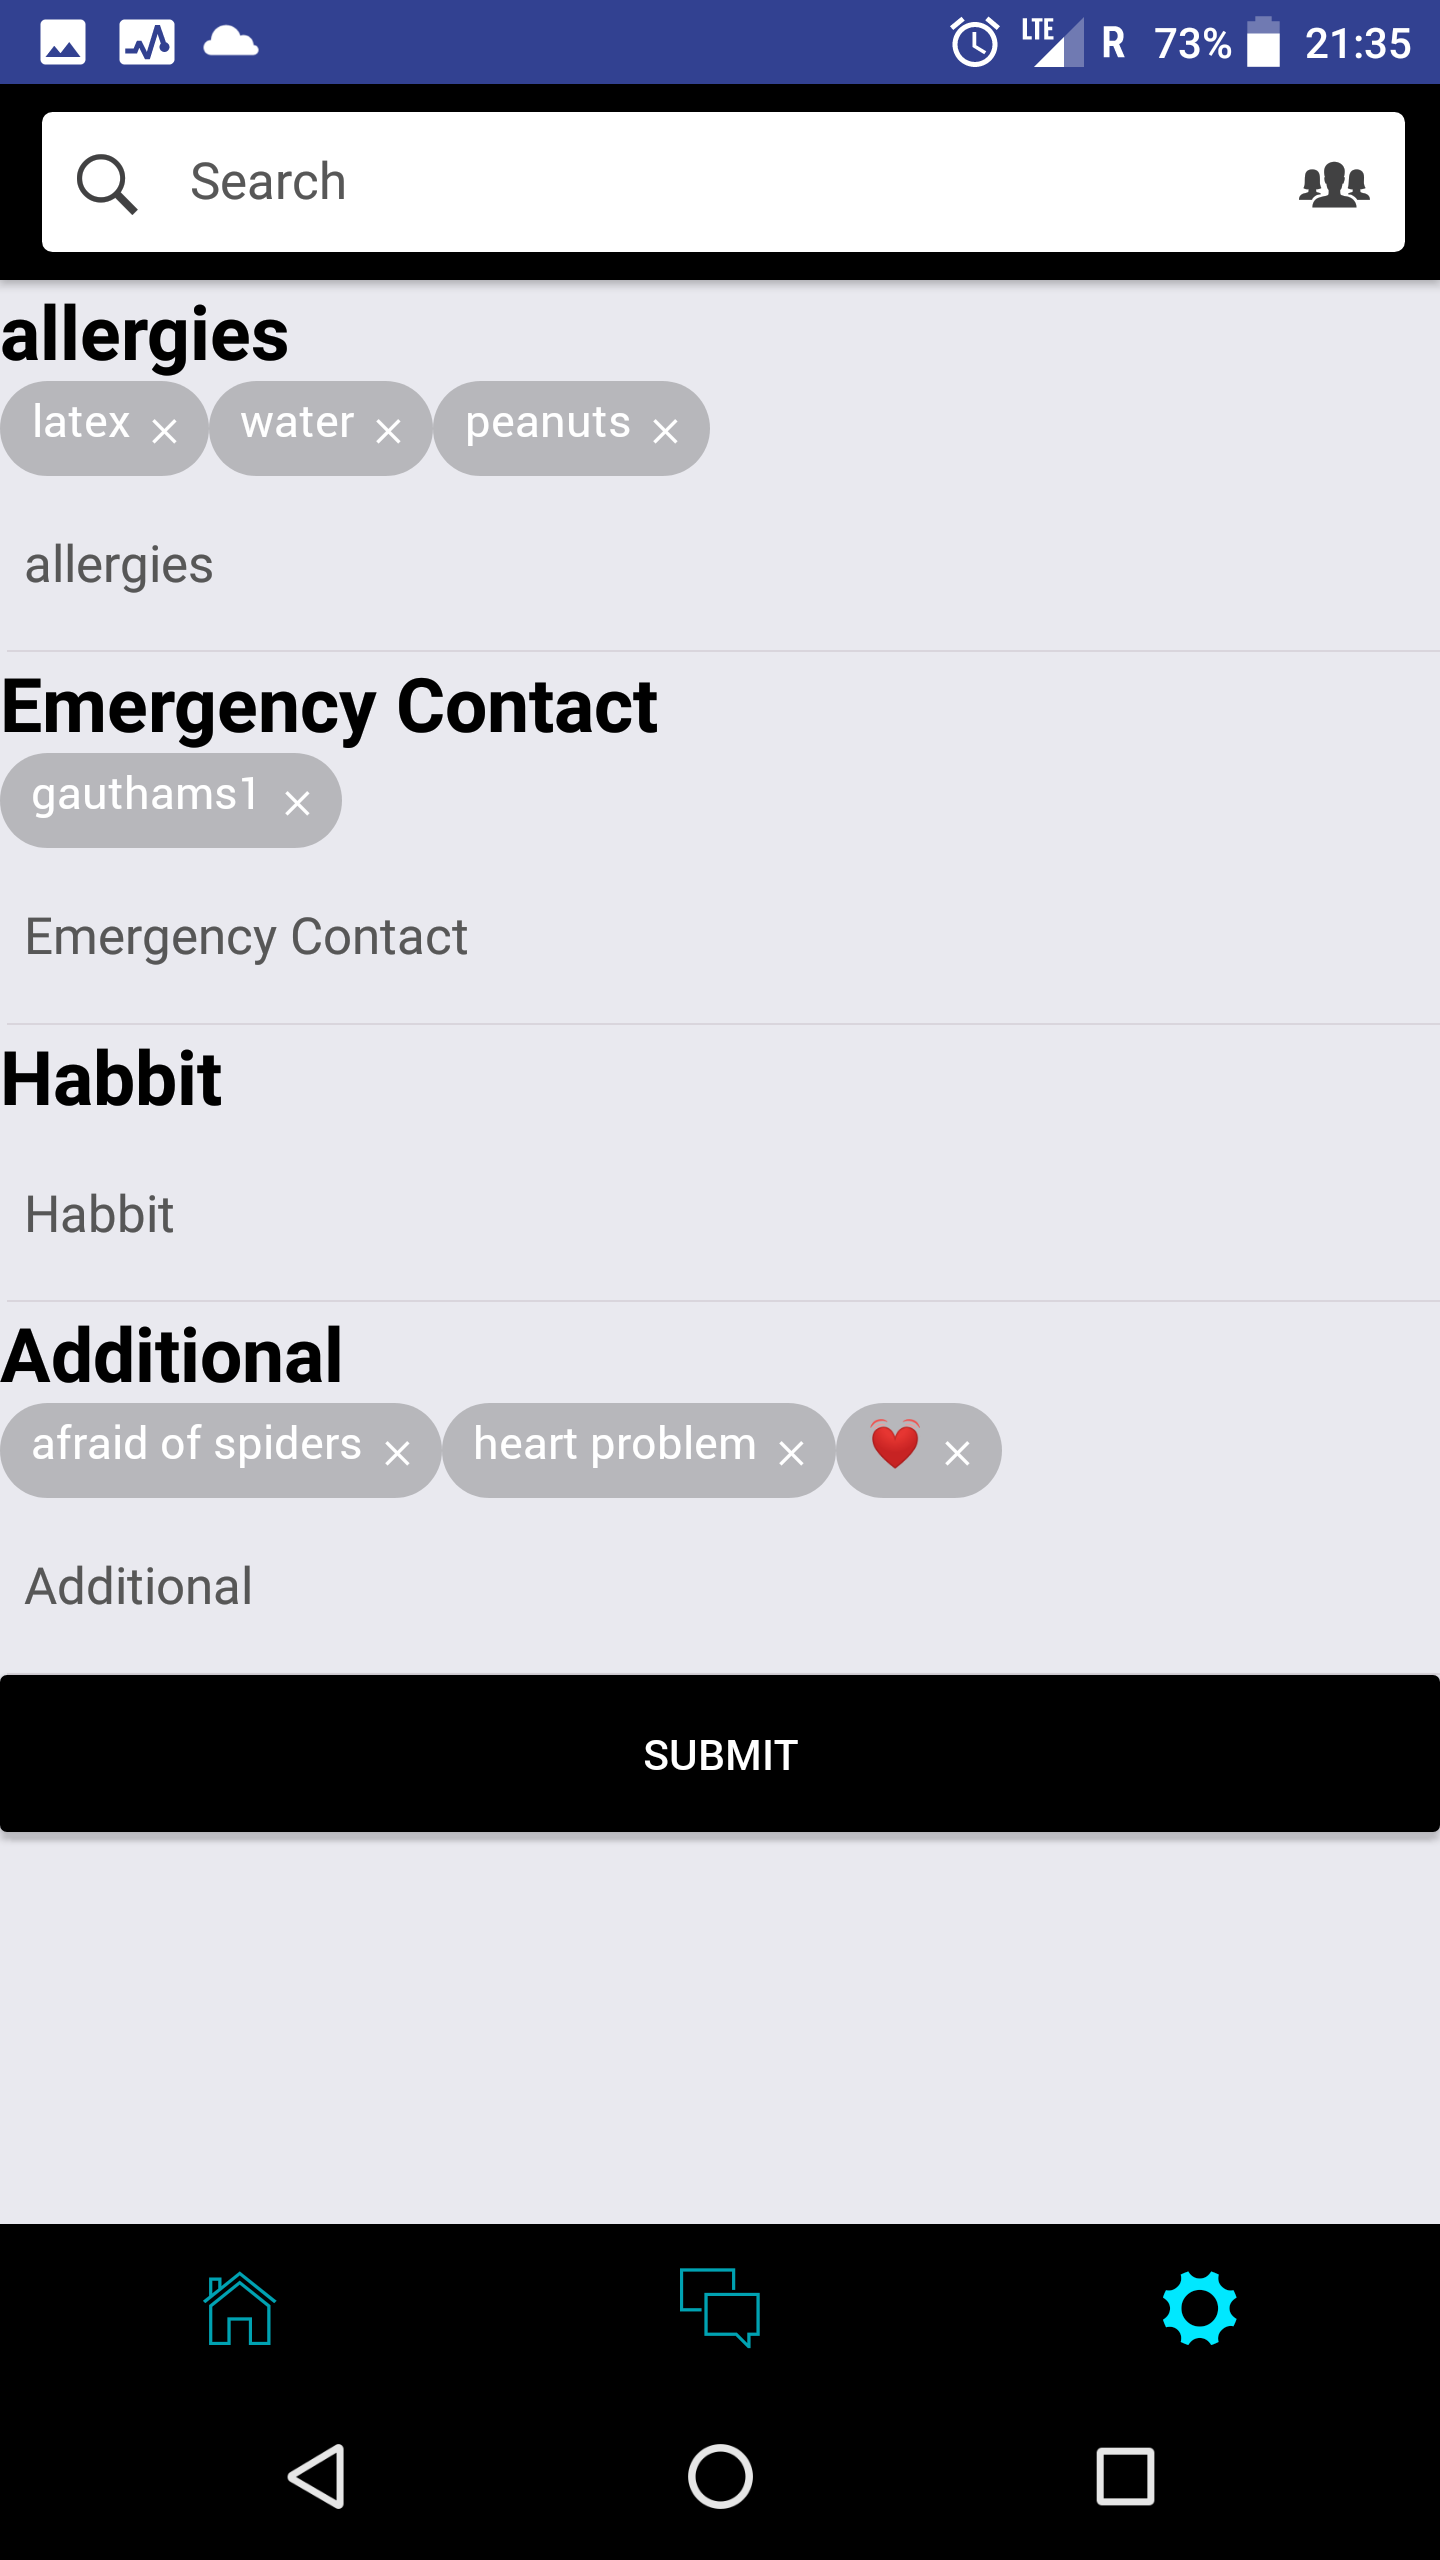 LTE R 73% 21:35
Search
allergies
latex × water × peanuts ×
allergies
Emergency Contact
gauthams1 ×
Emergency Contact
Habbit
Habbit
Additional
afraid of spiders × heart problem × 💓 ×
Additional
SUBMIT